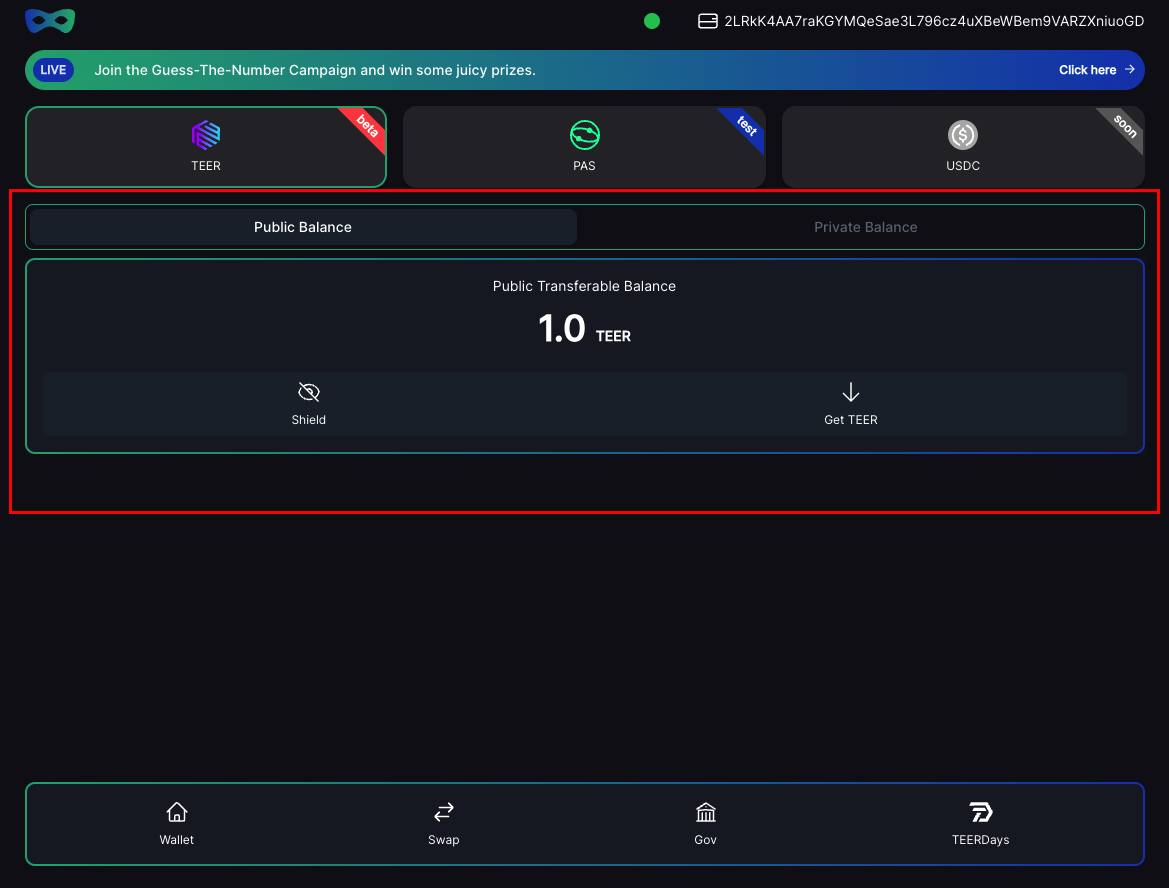 2LRkK4AA7raKGYMQeSae3L796cz4uXBeWBem9VARZXniuoGD
LIVE Join the Guess-The-Number Campaign and win some juicy prizes. Click here
beta
TEER
test
PAS
soon
USDC
Public Balance Private Balance
Public Transferable Balance
1.0 TEER
Shield Get TEER
Wallet Swap Gov TEERDays